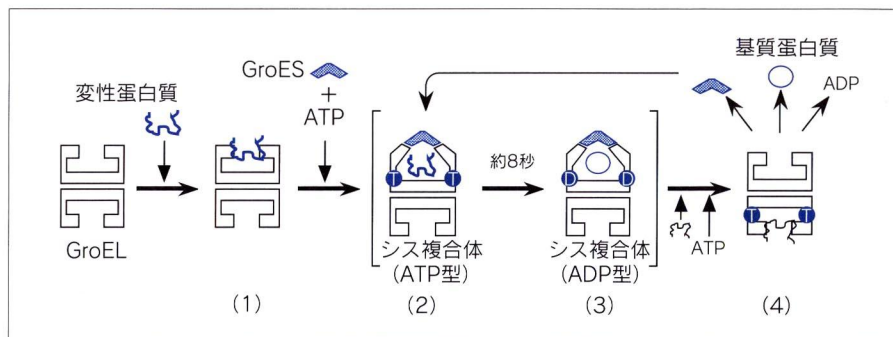 基質蛋白質
GroES
+
ATP
変性蛋白質
ADP
約8秒
T T
D D
T T
ATP
GroEL
シス複合体
(ATP型)
シス複合体
(ADP型)
(1)
(2)
(3)
(4)